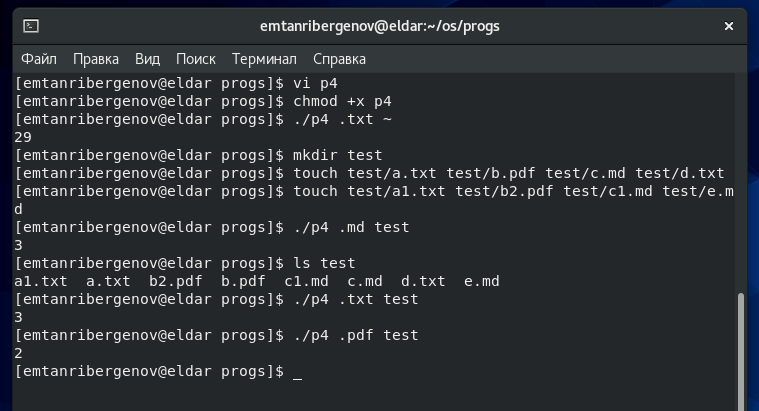 emtanribergenov@eldar:~/os/progs
Файл Правка Вид Поиск Терминал Справка
[emtanribergenov@eldar progs]$ vi p4
[emtanribergenov@eldar progs]$ chmod +x p4
[emtanribergenov@eldar progs]$ ./p4 .txt ~
29
[emtanribergenov@eldar progs]$ mkdir test
[emtanribergenov@eldar progs]$ touch test/a.txt test/b.pdf test/c.md test/d.txt
[emtanribergenov@eldar progs]$ touch test/a1.txt test/b2.pdf test/c1.md test/e.m
d
[emtanribergenov@eldar progs]$ ./p4 .md test
3
[emtanribergenov@eldar progs]$ ls test
a1.txt a.txt b2.pdf b.pdf c1.md c.md d.txt e.md
[emtanribergenov@eldar progs]$ ./p4 .txt test
3
[emtanribergenov@eldar progs]$ ./p4 .pdf test
2
[emtanribergenov@eldar progs]$ _